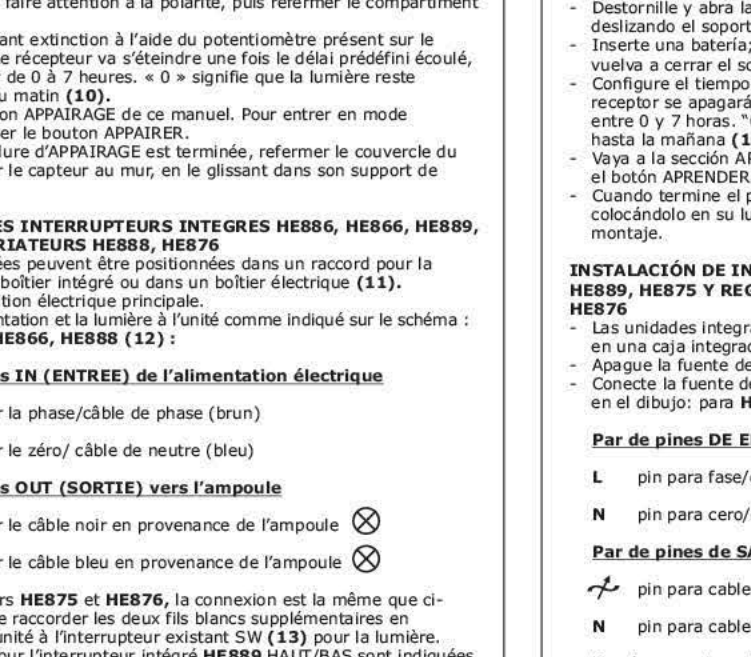 faire attention à la polarité, puis refermer le compartiment
ant extinction à l'aide du potentiomètre présent sur le
e récepteur va s'éteindre une fois le délai prédéfini écoulé,
de 0 à 7 heures. « 0 » signifie que la lumière reste
u matin (10).
on APPAIRAGE de ce manuel. Pour entrer en mode
er le bouton APPAIRER.
lure d'APPAIRAGE est terminée, refermer le couvercle du
r le capteur au mur, en le glissant dans son support de
ES INTERRUPTEURS INTEGRES HE886, HE866, HE889,
RIATEURS HE888, HE876
ées peuvent être positionnées dans un raccord pour la
boîtier intégré ou dans un boîtier électrique (11).
tion électrique principale.
ntation et la lumière à l'unité comme indiqué sur le schéma :
HE866, HE888 (12) :
s IN (ENTREE) de l'alimentation électrique
r la phase/câble de phase (brun)
r le zéro/ câble de neutre (bleu)
s OUT (SORTIE) vers l'ampoule
r le câble noir en provenance de l'ampoule
r le câble bleu en provenance de l'ampoule
rs HE875 et HE876, la connexion est la même que ci-
e raccorder les deux fils blancs supplémentaires en
unité à l'interrupteur existant SW (13) pour la lumière.
our l'interrupteur intégré HE889 HAUT/BAS sont indiquées
- Destornille y abra la
deslizando el soport
- Inserte una batería;
vuelva a cerrar el so
- Configure el tiempo
receptor se apagará
entre 0 y 7 horas. "
hasta la mañana (1
- Vaya a la sección AP
el botón APRENDER
- Cuando termine el p
colocándolo en su lu
montaje.
INSTALACIÓN DE IN
HE889, HE875 Y REG
HE876
- Las unidades integra
en una caja integrad
- Apague la fuente de
- Conecte la fuente de
en el dibujo: para H
Par de pines DE E
L pin para fase/
N pin para cero/
Par de pines de SA
pin para cable
N pin para cable